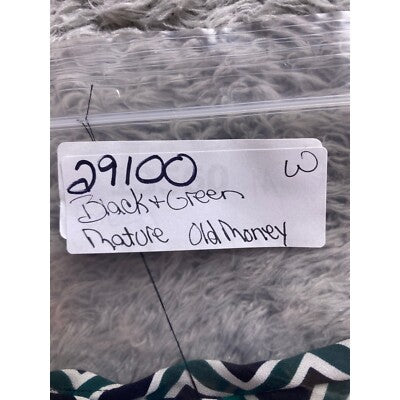 29100 W
Black + Green
Mature Old Money